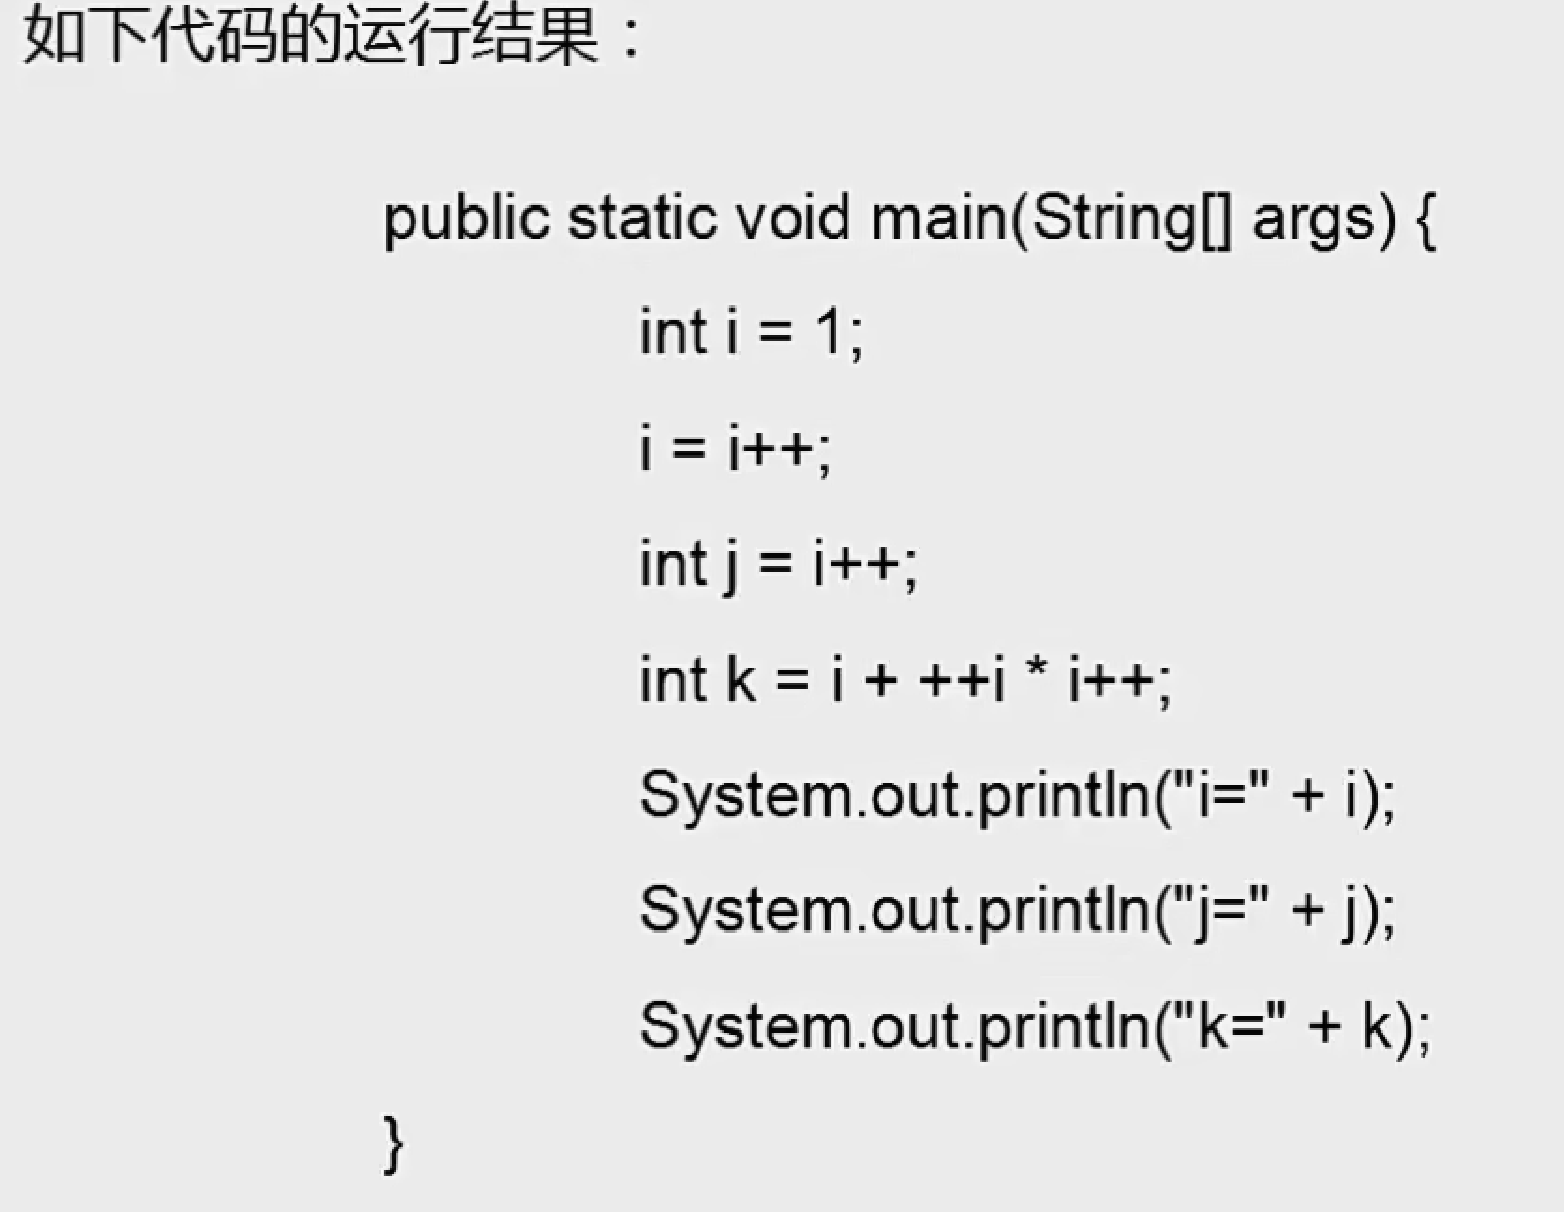 如下代码的运行结果：
public static void main(String[] args) {
int i = 1;
i = i++;
int j = i++;
int k = i + ++i * i++;
System.out.println("i=" + i);
System.out.println("j=" + j);
System.out.println("k=" + k);
}